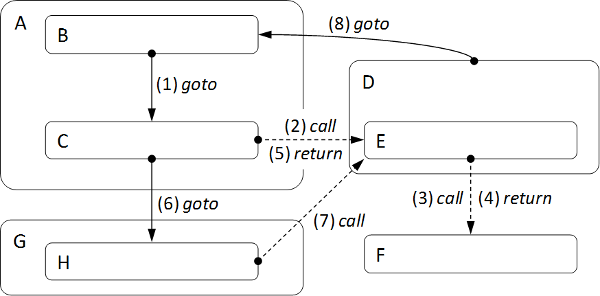 A
B
(8) goto
(1) goto
D
C
(2) call
(5) return
E
(6) goto
(3) call
(4) return
(7) call
G
H
F